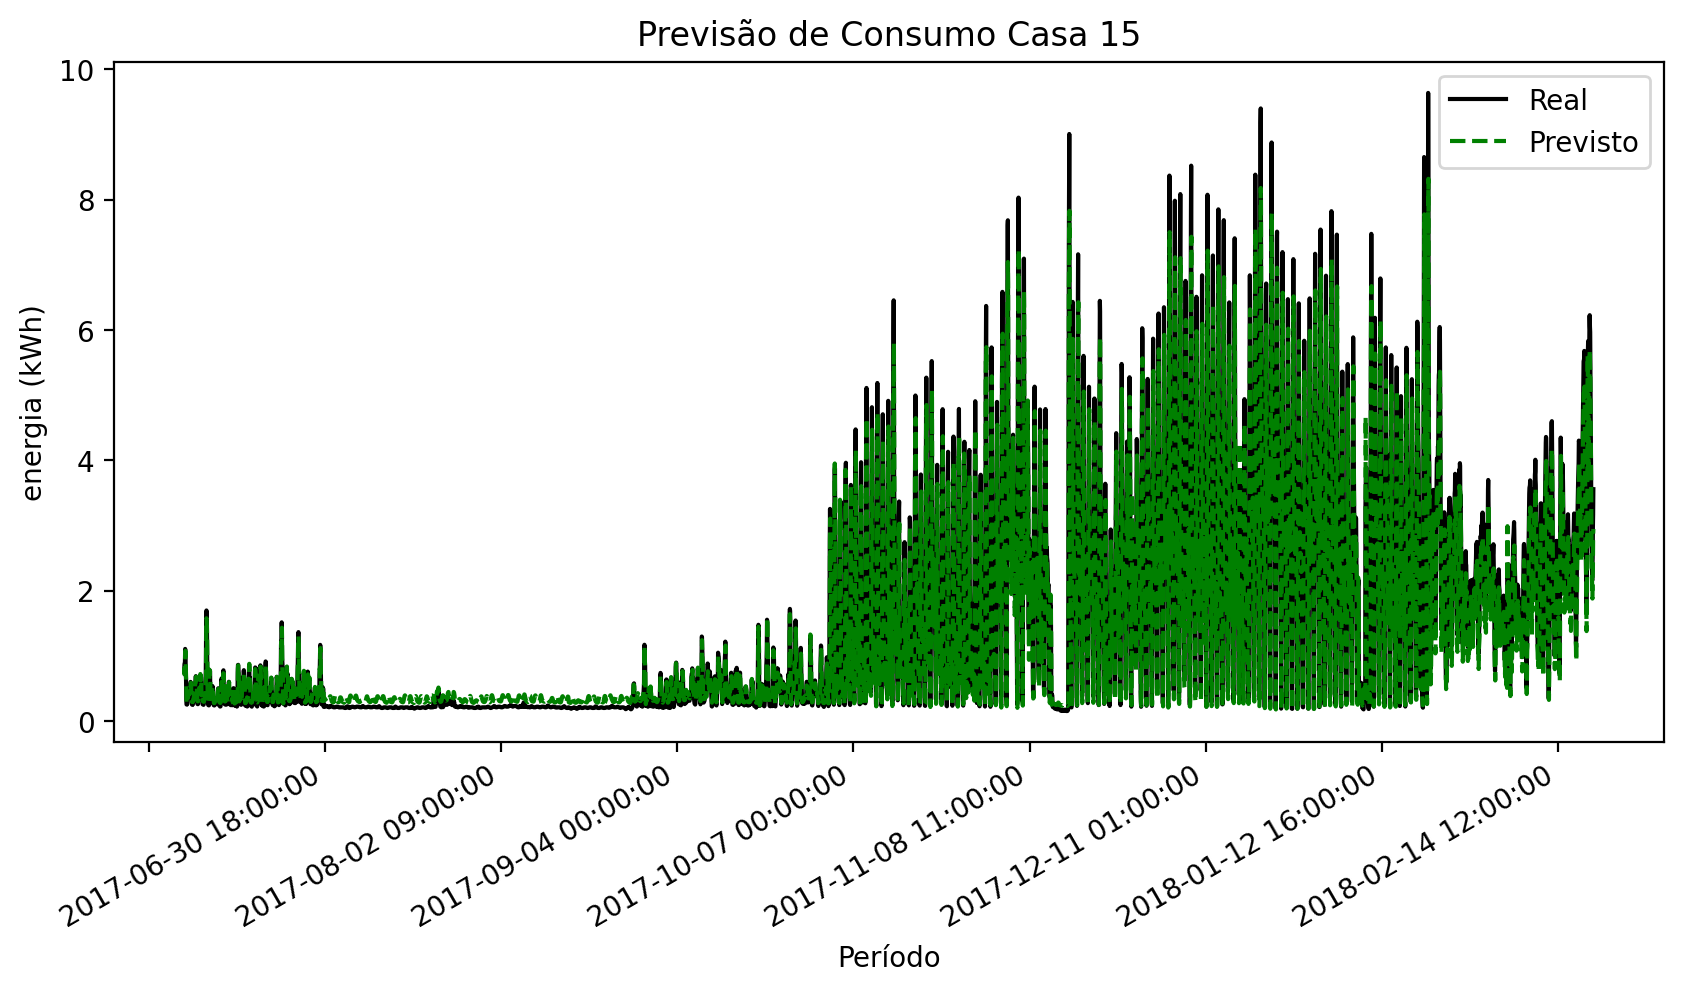 Previsão de Consumo Casa 15
Real
Previsto
energia (kWh)
10
8
6
4
2
0
2017-06-30 18:00:00
2017-08-02 09:00:00
2017-09-04 00:00:00
2017-10-07 00:00:00
2017-11-08 11:00:00
2017-12-11 01:00:00
2018-01-12 16:00:00
2018-02-14 12:00:00
Período